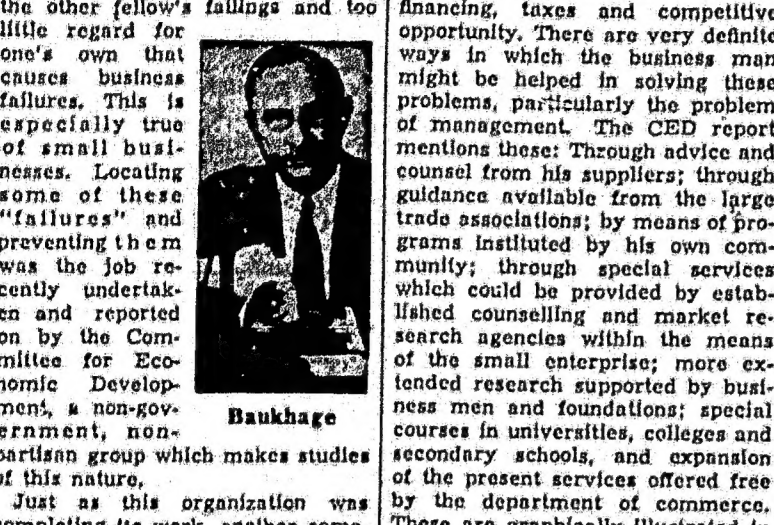 the other fellow's failings and too
little regard for
one's own that
causes business
failures. This is
especially true
of small busi-
nesses. Locating
some of these
"failures" and
preventing them
was the job re-
cently undertak-
en and reported
on by the Com-
mittee for Eco-
nomic Develop-
ment, a non-gov-
ernment, non-
partisan group which makes studies
of this nature.
Just as this organization was
completing its work, another some-
Baukhage
financing, taxes and competitive
opportunity. There are very definite
ways in which the business man
might be helped in solving these
problems, particularly the problem
of management. The CED report
mentions these: Through advice and
counsel from his suppliers; through
guidance available from the large
trade associations; by means of pro-
grams instituted by his own com-
munity; through special services
which could be provided by estab-
lished counselling and market re-
search agencies within the means
of the small enterprise; more ex-
tended research supported by busi-
ness men and foundations; special
courses in universities, colleges and
secondary schools, and expansion
of the present services offered free
by the department of commerce.
These are graphically illustrated